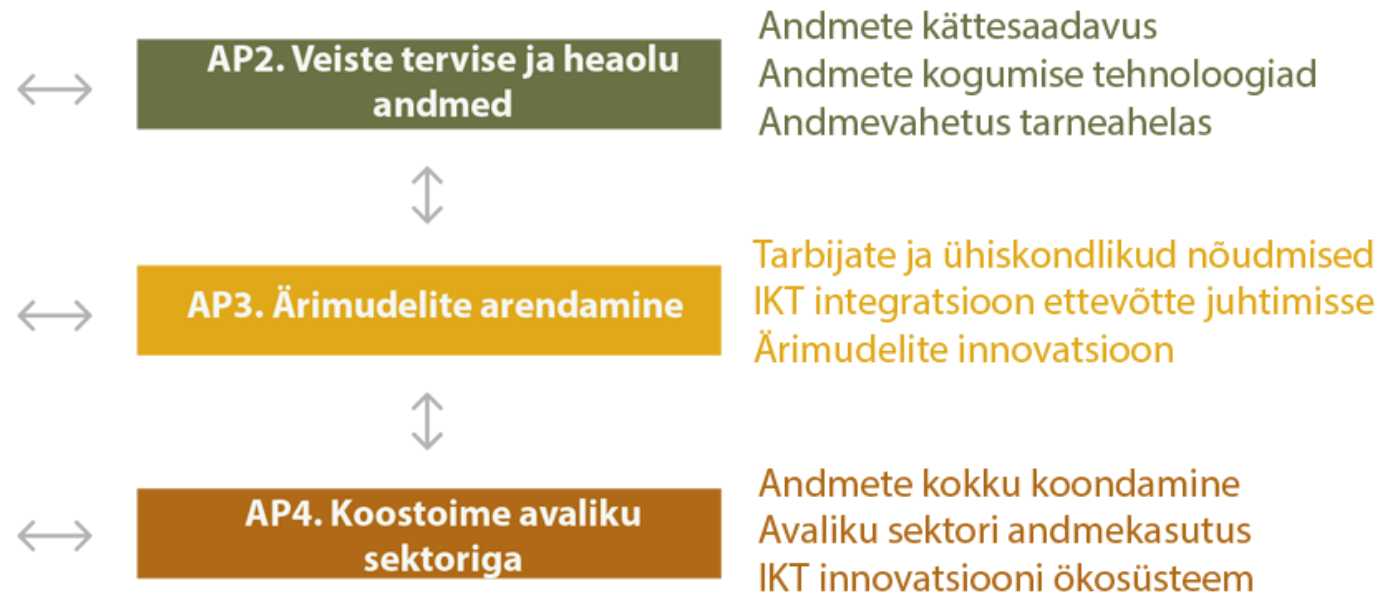 AP2. Veiste tervise ja heaolu
andmed
Andmete kättesaadavus
Andmete kogumise tehnoloogiad
Andmevahetus tarneahelas
AP3. Ärimudelite arendamine
Tarbijate ja ühiskondlikud nõudmised
IKT integratsioon ettevõtte juhtimisse
Ärimudelite innovatsioon
AP4. Koostoime avaliku
sektoriga
Andmete kokku koondamine
Avaliku sektori andmekasutus
IKT innovatsiooni ökosüsteem